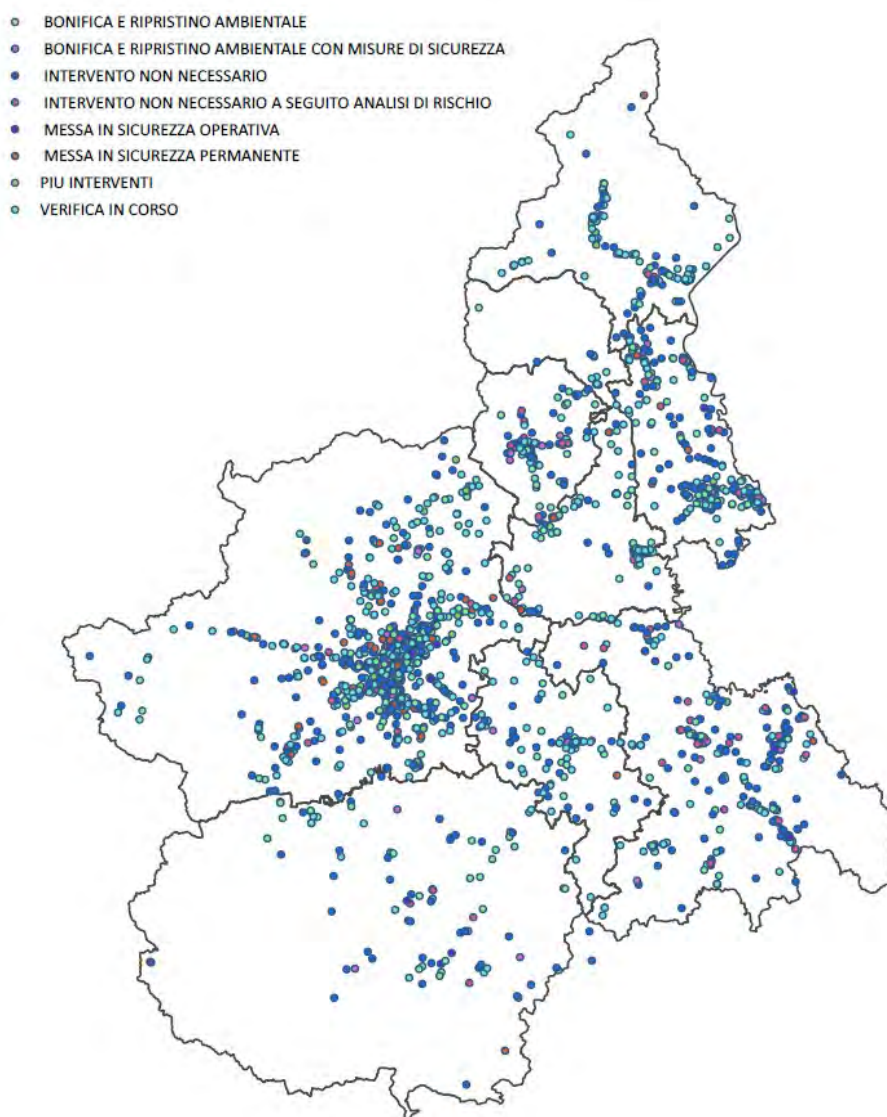 BONIFICA E RIPRISTINO AMBIENTALE
BONIFICA E RIPRISTINO AMBIENTALE CON MISURE DI SICUREZZA
INTERVENTO NON NECESSARIO
INTERVENTO NON NECESSARIO A SEGUITO ANALISI DI RISCHIO
MESSA IN SICUREZZA OPERATIVA
MESSA IN SICUREZZA PERMANENTE
PIU INTERVENTI
VERIFICA IN CORSO